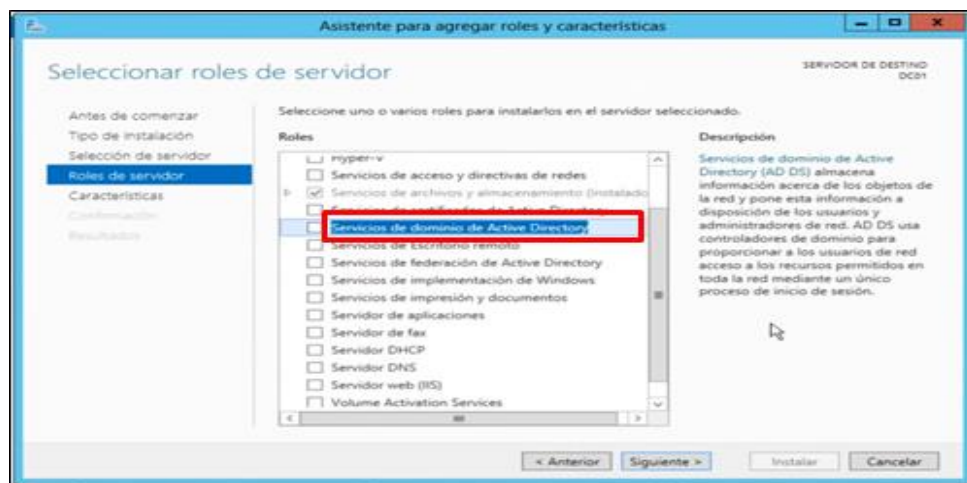 Asistente para agregar roles y características
Seleccionar roles de servidor
SERVIDOR DE DESTINO
DC01
Antes de comenzar
Tipo de instalación
Selección de servidor
Roles de servidor
Características
Confirmación
Resultados
Seleccione uno o varios roles para instalarlos en el servidor seleccionado.
Roles
Hyper-V
Servicios de acceso y directivas de redes
Servicios de archivos y almacenamiento (Instalado
Servicios de certificados de Active Directory
Servicios de dominio de Active Directory
Servicios de Escritorio remoto
Servicios de federación de Active Directory
Servicios de implementación de Windows
Servicios de impresión y documentos
Servidor de aplicaciones
Servidor de fax
Servidor DHCP
Servidor DNS
Servidor web (IIS)
Volume Activation Services
Descripción
Servicios de dominio de Active
Directory (AD DS) almacena
información acerca de los objetos de
la red y pone esta información a
disposición de los usuarios y
administradores de red. AD DS usa
controladores de dominio para
proporcionar a los usuarios de red
acceso a los recursos permitidos en
toda la red mediante un único
proceso de inicio de sesión.
< Anterior
Siguiente >
Instalar
Cancelar